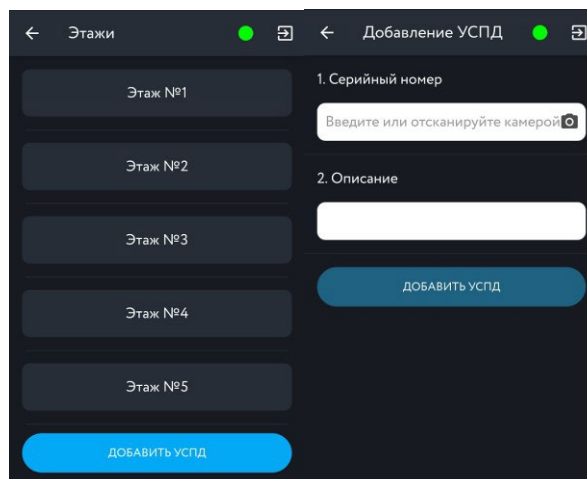 Этажи
Этаж №1
Этаж №2
Этаж №3
Этаж №4
Этаж №5
ДОБАВИТЬ УСПД
Добавление УСПД
1. Серийный номер
Введите или отсканируйте камерой
2. Описание
ДОБАВИТЬ УСПД